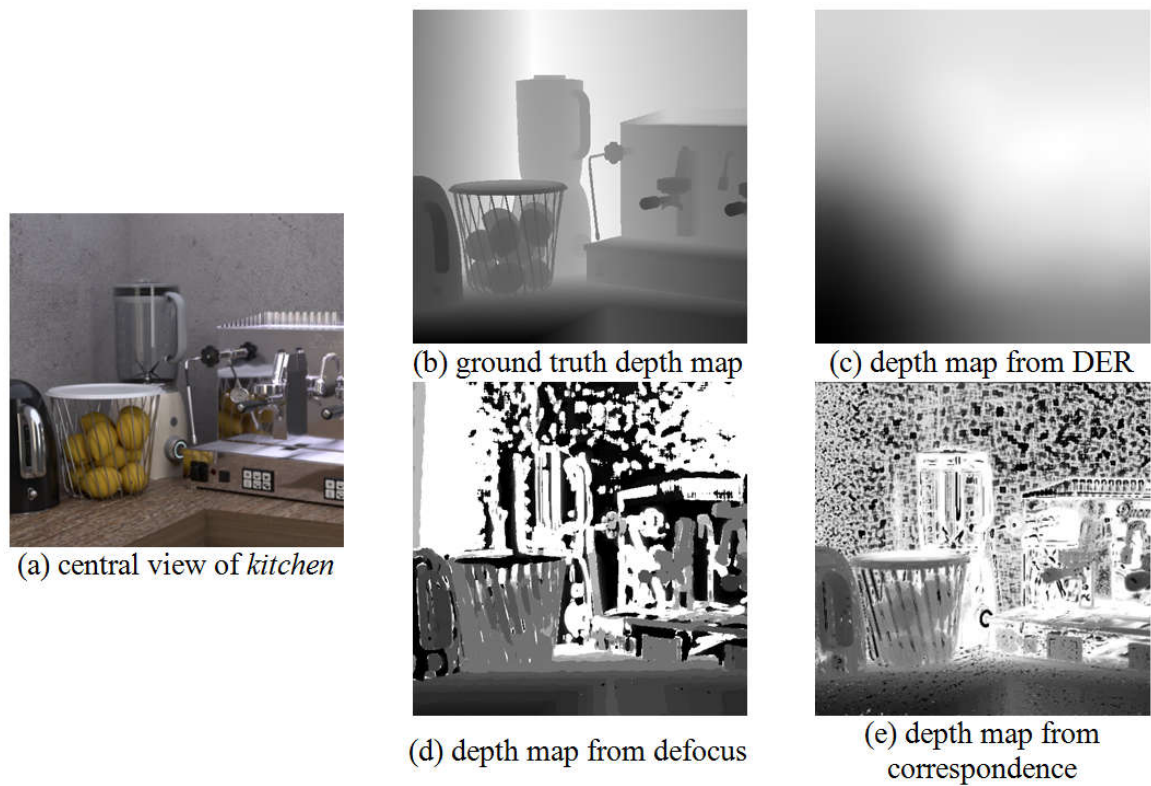 (b) ground truth depth map
(c) depth map from DER
(a) central view of kitchen
(d) depth map from defocus
(e) depth map from
correspondence